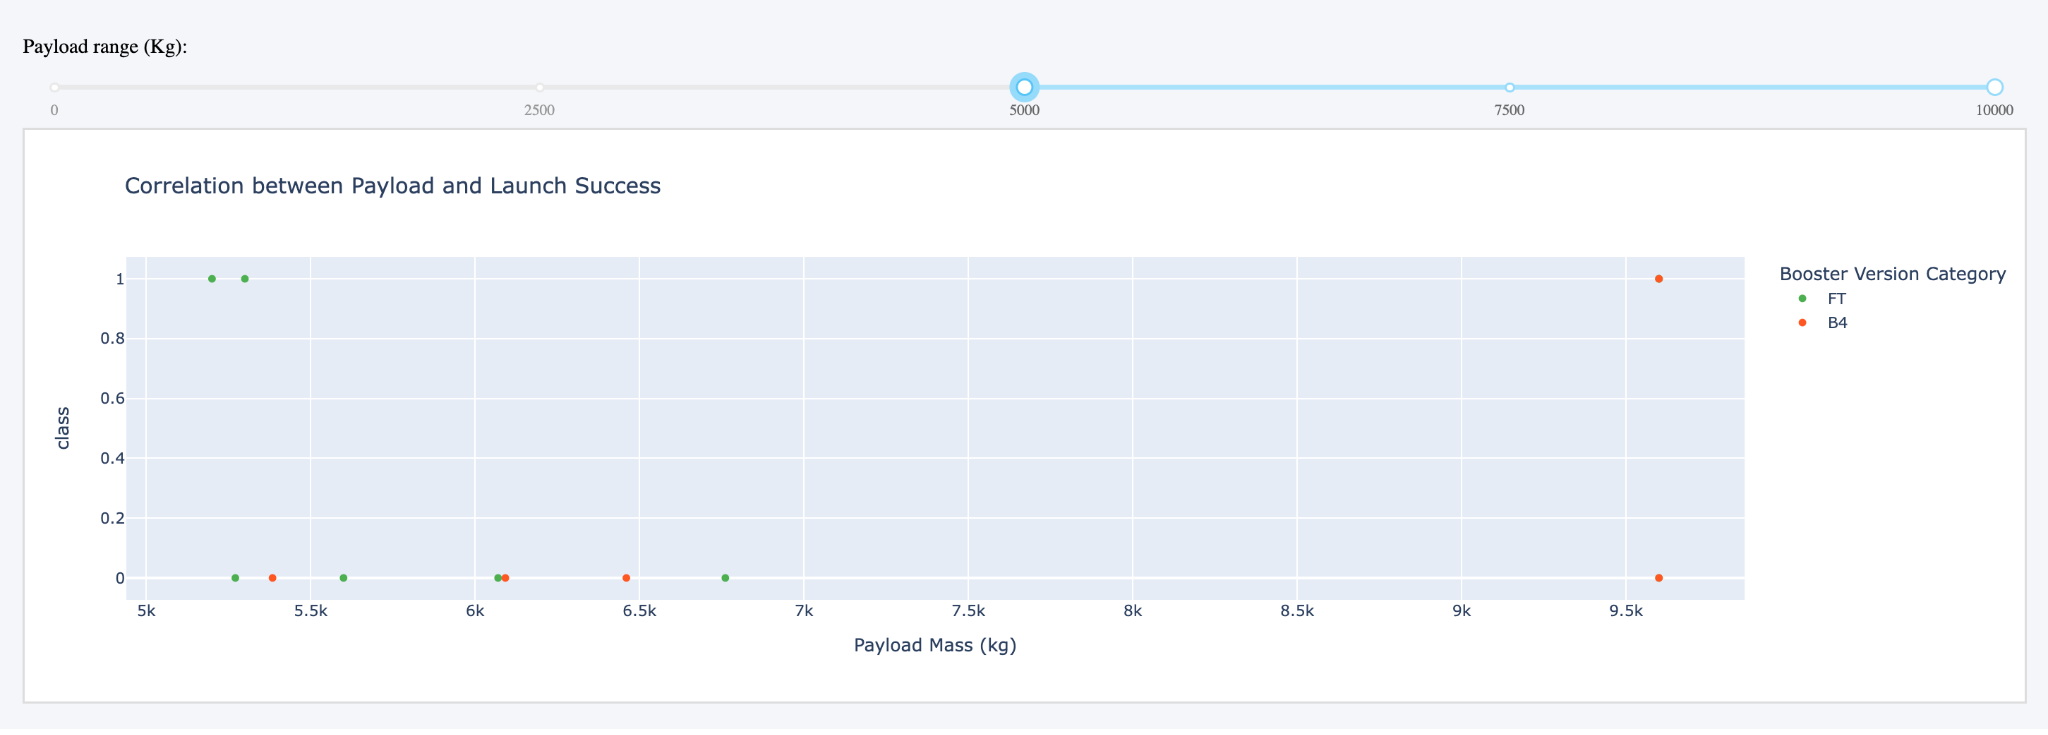 Payload range (Kg):
0 2500 5000 7500 10000
Correlation between Payload and Launch Success
Booster Version Category
FT
B4
1
0.8
0.6
0.4
0.2
0
class
5k 5.5k 6k 6.5k 7k 7.5k 8k 8.5k 9k 9.5k
Payload Mass (kg)